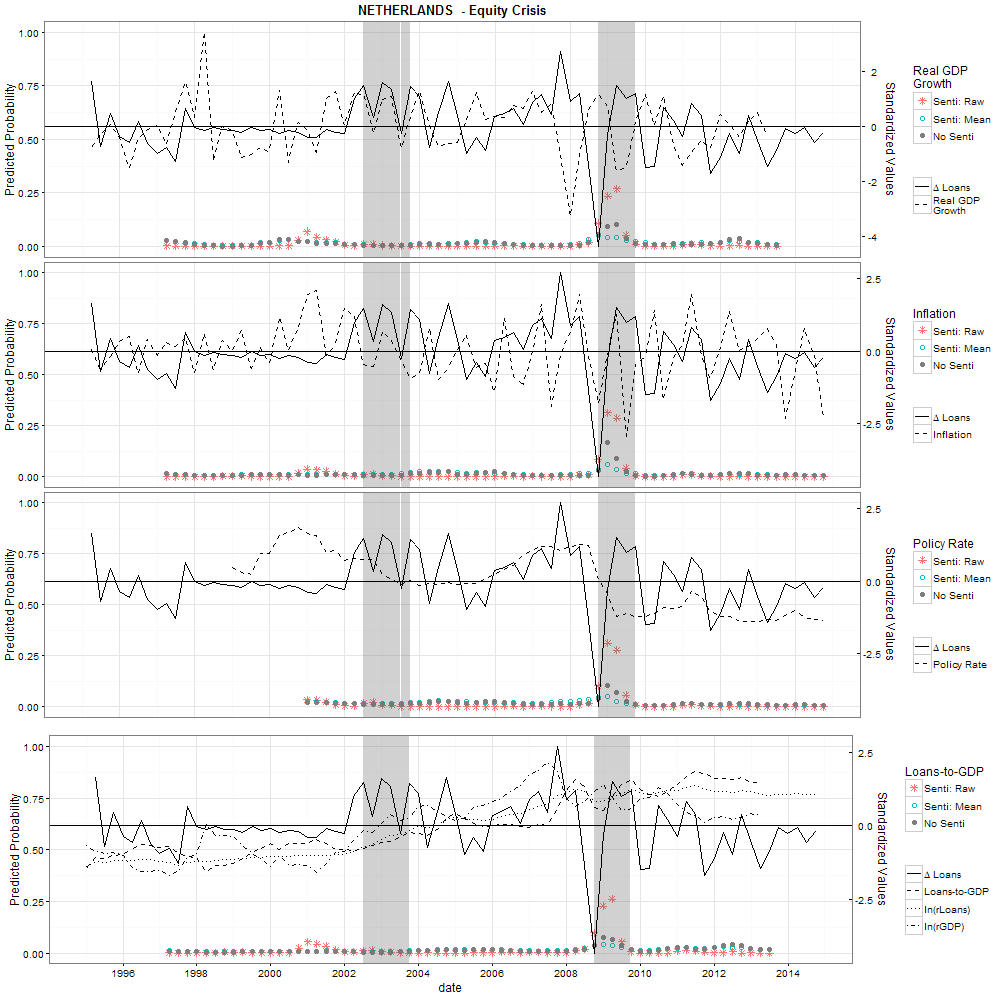 NETHERLANDS - Equity Crisis
1.00
0.75
0.50
0.25
0.00
Predicted Probability
2
0
-2
-4
Standardized Values
Real GDP
Growth
Senti: Raw
Senti: Mean
No Senti
Δ Loans
Real GDP
Growth
1.00
0.75
0.50
0.25
0.00
Predicted Probability
2.5
0.0
-2.5
Standardized Values
Inflation
Senti: Raw
Senti: Mean
No Senti
Δ Loans
Inflation
1.00
0.75
0.50
0.25
0.00
Predicted Probability
2.5
0.0
-2.5
Standardized Values
Policy Rate
Senti: Raw
Senti: Mean
No Senti
Δ Loans
Policy Rate
1.00
0.75
0.50
0.25
0.00
Predicted Probability
2.5
0.0
-2.5
Standardized Values
Loans-to-GDP
Senti: Raw
Senti: Mean
No Senti
Δ Loans
Loans-to-GDP
ln(rLoans)
ln(rGDP)
1996 1998 2000 2002 2004 2006 2008 2010 2012 2014
date